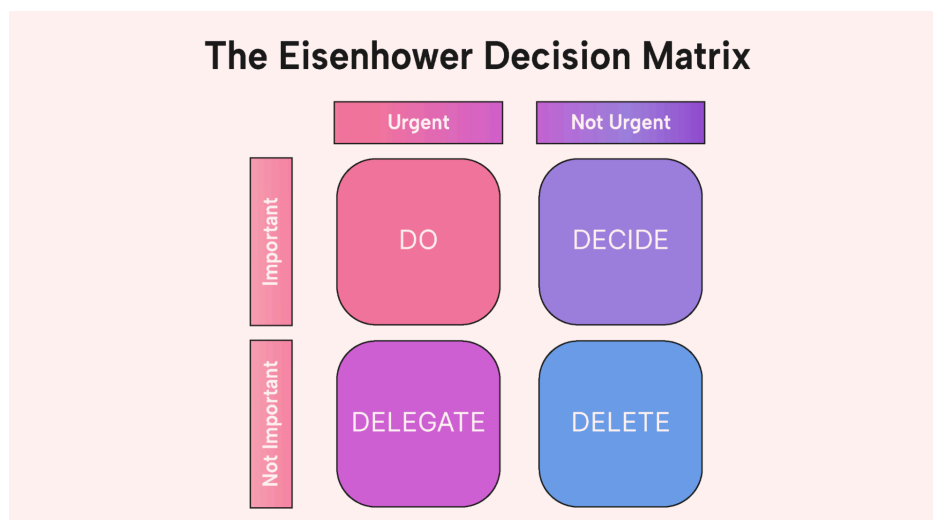 The Eisenhower Decision Matrix
Urgent
Not Urgent
Important
DO
DECIDE
Not Important
DELEGATE
DELETE